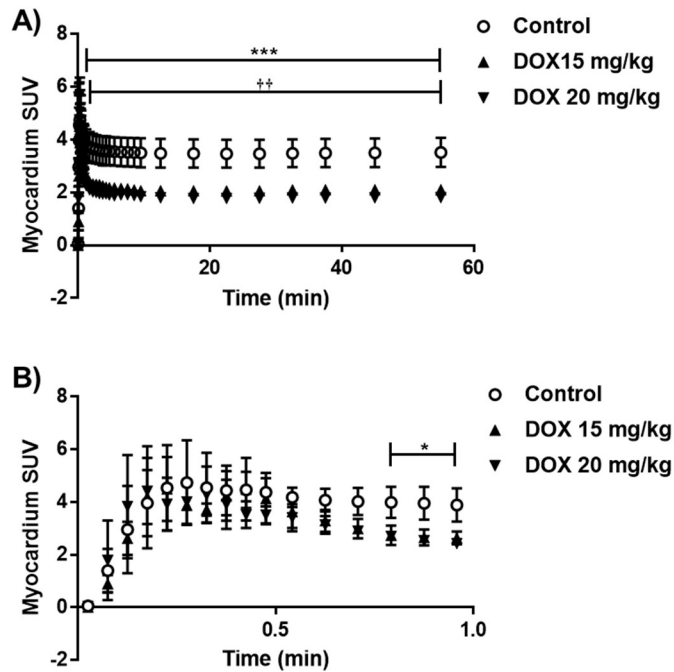 A)
Control
DOX15 mg/kg
DOX 20 mg/kg
***
††
Myocardium SUV
8
6
4
2
0
-2
20
40
60
Time (min)
B)
Control
DOX 15 mg/kg
DOX 20 mg/kg
*
Myocardium SUV
8
6
4
2
0
-2
0.5
1.0
Time (min)